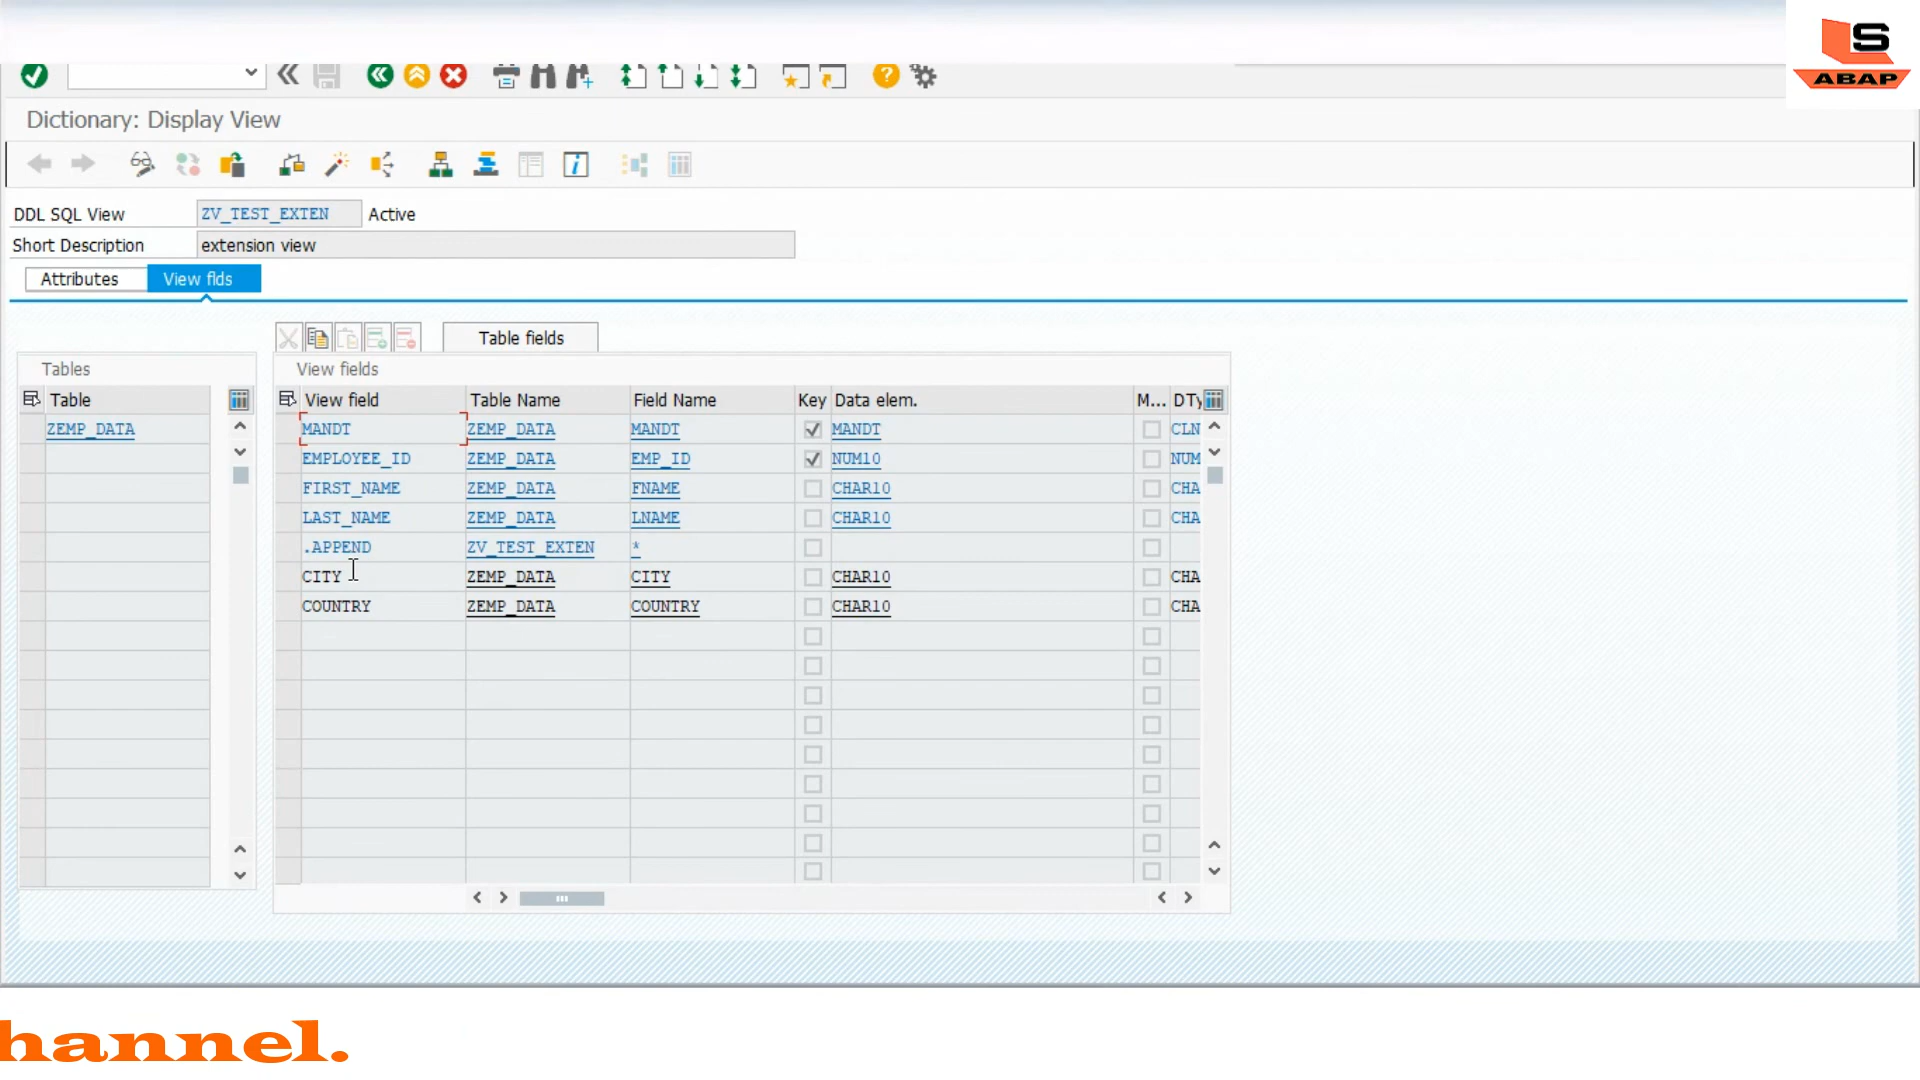 S
ABAP
Dictionary: Display View
DDL SQL View ZV_TEST_EXTEN Active
Short Description extension view
Attributes View flds
Table fields
Tables
View fields
Table
View field Table Name Field Name Key Data elem. M... DTy
ZEMP_DATA
MANDT ZEMP_DATA MANDT MANDT CLN
EMPLOYEE_ID ZEMP_DATA EMP_ID NUM10 NUM
FIRST_NAME ZEMP_DATA FNAME CHAR10 CHA
LAST_NAME ZEMP_DATA LNAME CHAR10 CHA
.APPEND ZV_TEST_EXTEN *
CITY ZEMP_DATA CITY CHAR10 CHA
COUNTRY ZEMP_DATA COUNTRY CHAR10 CHA
hannel.